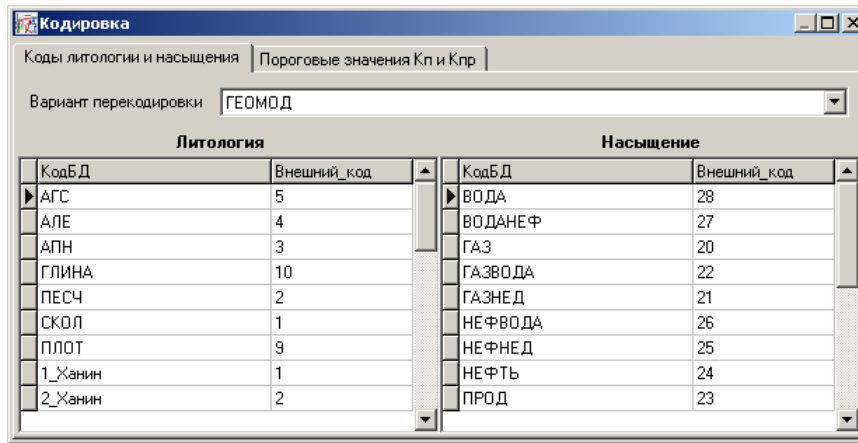 Кодировка
Коды литологии и насыщения Пороговые значения Кп и Кпр
Вариант перекодировки ГЕОМОД
Литология Насыщение
КодБД Внешний_код КодБД Внешний_код
АГС 5 ВОДА 28
АЛЕ 4 ВОДАНЕФ 27
АПН 3 ГАЗ 20
ГЛИНА 10 ГАЗВОДА 22
ПЕСЧ 2 ГАЗНЕД 21
СКОЛ 1 НЕФВОДА 26
ПЛОТ 9 НЕФНЕД 25
1_Ханин 1 НЕФТЬ 24
2_Ханин 2 ПРОД 23